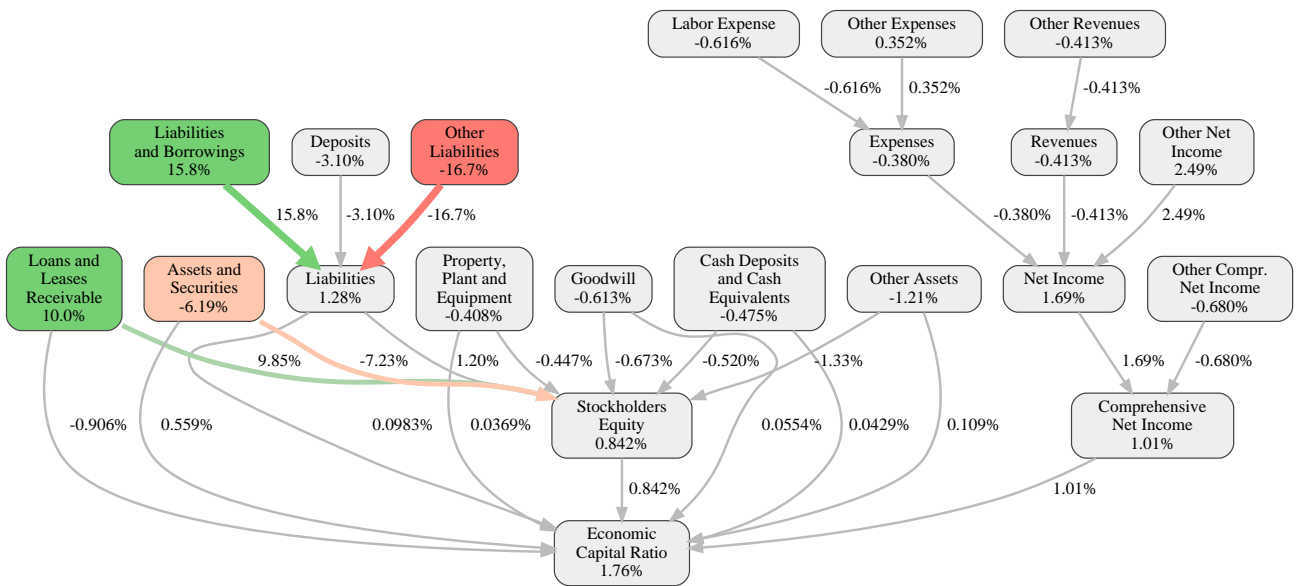 Labor Expense
-0.616%
Other Expenses
0.352%
Other Revenues
-0.413%
-0.616%
0.352%
-0.413%
Liabilities
and Borrowings
15.8%
Deposits
-3.10%
Other
Liabilities
-16.7%
Expenses
-0.380%
Revenues
-0.413%
Other Net
Income
2.49%
15.8%
-3.10%
-16.7%
-0.380%
-0.413%
2.49%
Loans and
Leases
Receivable
10.0%
Assets and
Securities
-6.19%
Liabilities
1.28%
Property,
Plant and
Equipment
-0.408%
Goodwill
-0.613%
Cash Deposits
and Cash
Equivalents
-0.475%
Other Assets
-1.21%
Net Income
1.69%
Other Compr.
Net Income
-0.680%
9.85%
-7.23%
1.20%
-0.447%
-0.673%
-0.520%
-1.33%
1.69%
-0.680%
Stockholders
Equity
0.842%
Comprehensive
Net Income
1.01%
-0.906%
0.559%
0.0983%
0.0369%
0.0554%
0.0429%
0.109%
0.842%
1.01%
Economic
Capital Ratio
1.76%